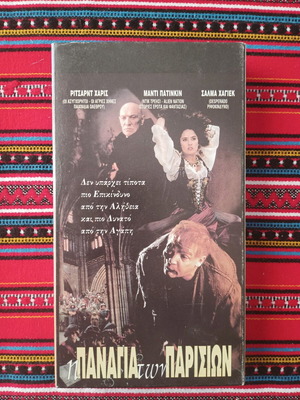 ΡΙΤΣΑΡΝΤ ΧΑΡΙΣ
ΜΑΝΤΙ ΠΑΤΙΝΚΙΝ
ΣΑΛΜΑ ΧΑΓΙΕΚ
Δεν υπάρχει τίποτα
πιο Επικίνδυνο
από την Αλήθεια
και πιο Δυνατό
από την Αγάπη
η ΠΑΝΑΓΙΑ των ΠΑΡΙΣΙΩΝ